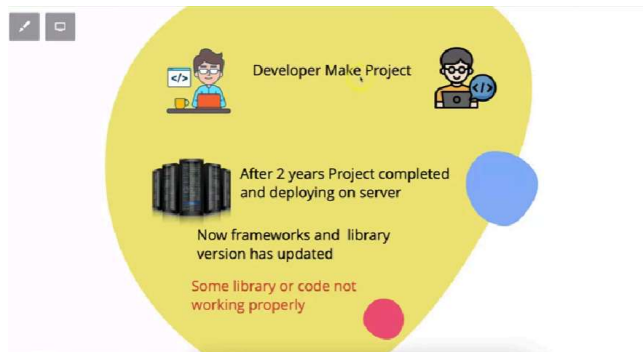 Developer Make Project
</>
</>
After 2 years Project completed
and deploying on server
Now frameworks and library
version has updated
Some library or code not
working properly